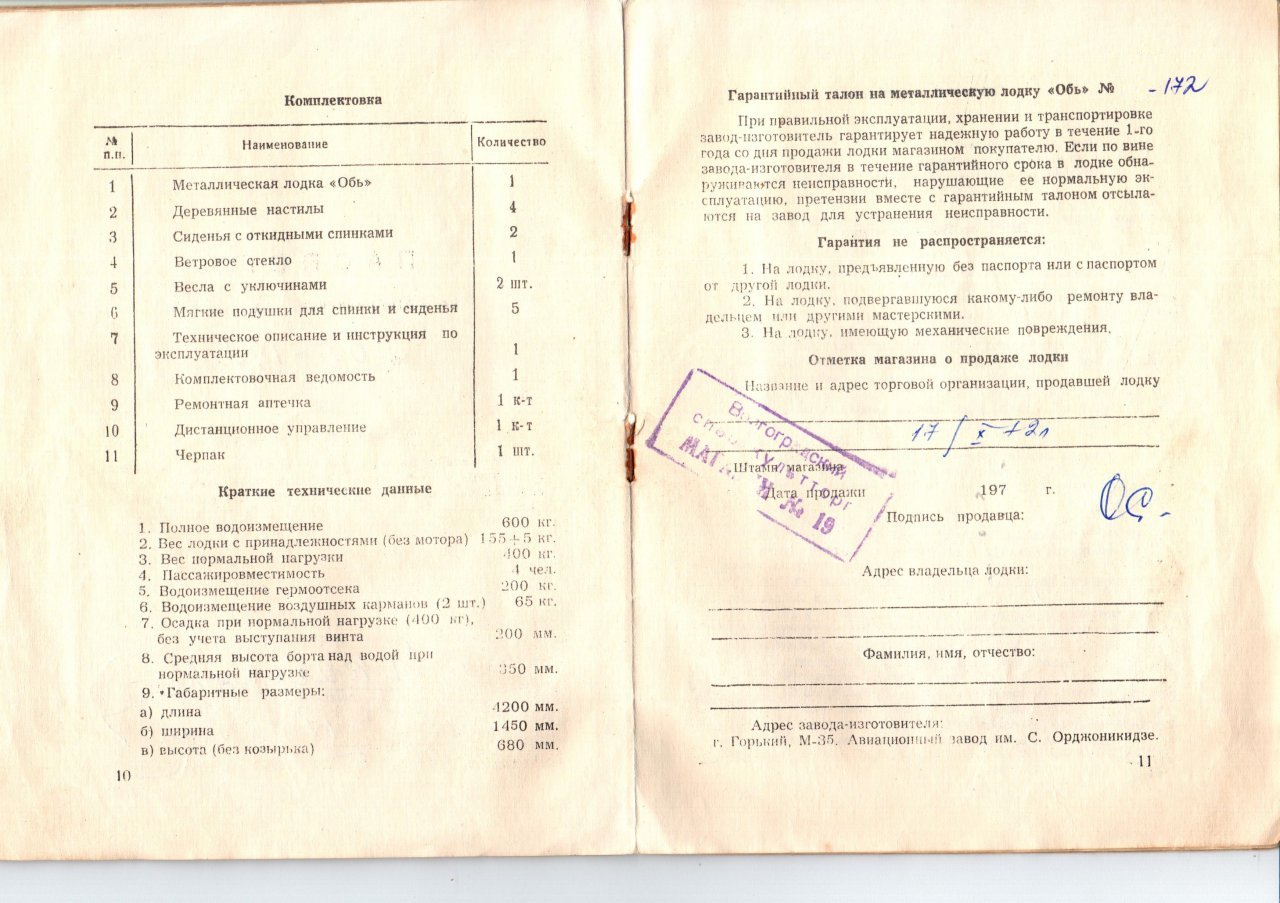 Комплектовка
№ п.п. Наименование Количество
1 Металлическая лодка «Обь» 1
2 Деревянные настилы 4
3 Сиденья с откидными спинками 2
4 Ветровое стекло 1
5 Весла с уключинами 2 шт.
6 Мягкие подушки для спинки и сиденья 5
7 Техническое описание и инструкция по
эксплуатации 1
8 Комплектовочная ведомость 1
9 Ремонтная аптечка 1 к-т
10 Дистанционное управление 1 к-т
11 Черпак 1 шт.
Краткие технические данные
1. Полное водоизмещение 600 кг.
2. Вес лодки с принадлежностями (без мотора) 155+5 кг.
3. Вес нормальной нагрузки 400 кг.
4. Пассажировместимость 4 чел.
5. Водоизмещение гермоотсека 200 кг.
6. Водоизмещение воздушных карманов (2 шт.) 65 кг.
7. Осадка при нормальной нагрузке (400 кг),
без учета выступания винта 200 мм.
8. Средняя высота борта над водой при
нормальной нагрузке 350 мм.
9. Габаритные размеры:
а) длина 4200 мм.
б) ширина 1450 мм.
в) высота (без козырька) 680 мм.
10
Гарантийный талон на металлическую лодку «Обь» № -172
При правильной эксплуатации, хранении и транспортировке
завод-изготовитель гарантирует надежную работу в течение 1-го
года со дня продажи лодки магазином покупателю. Если по вине
завода-изготовителя в течение гарантийного срока в лодке обна-
руживаются неисправности, нарушающие ее нормальную эк-
сплуатацию, претензии вместе с гарантийным талоном отсыла-
ются на завод для устранения неисправности.
Гарантия не распространяется:
1. На лодку, предъявленную без паспорта или с паспортом
от другой лодки.
2. На лодку, подвергавшуюся какому-либо ремонту вла-
дельцем или другими мастерскими.
3. На лодку, имеющую механические повреждения.
Отметка магазина о продаже лодки
Название и адрес торговой организации, продавшей лодку
17/X 72г
Волгоградский
спорткультторг
МАГАЗИН № 19
Штамп магазина
Дата продажи 197 г.
Подпись продавца:
Адрес владельца лодки:
Фамилия, имя, отчество:
Адрес завода-изготовителя:
г. Горький, М-35. Авиационный завод им. С. Орджоникидзе.
11